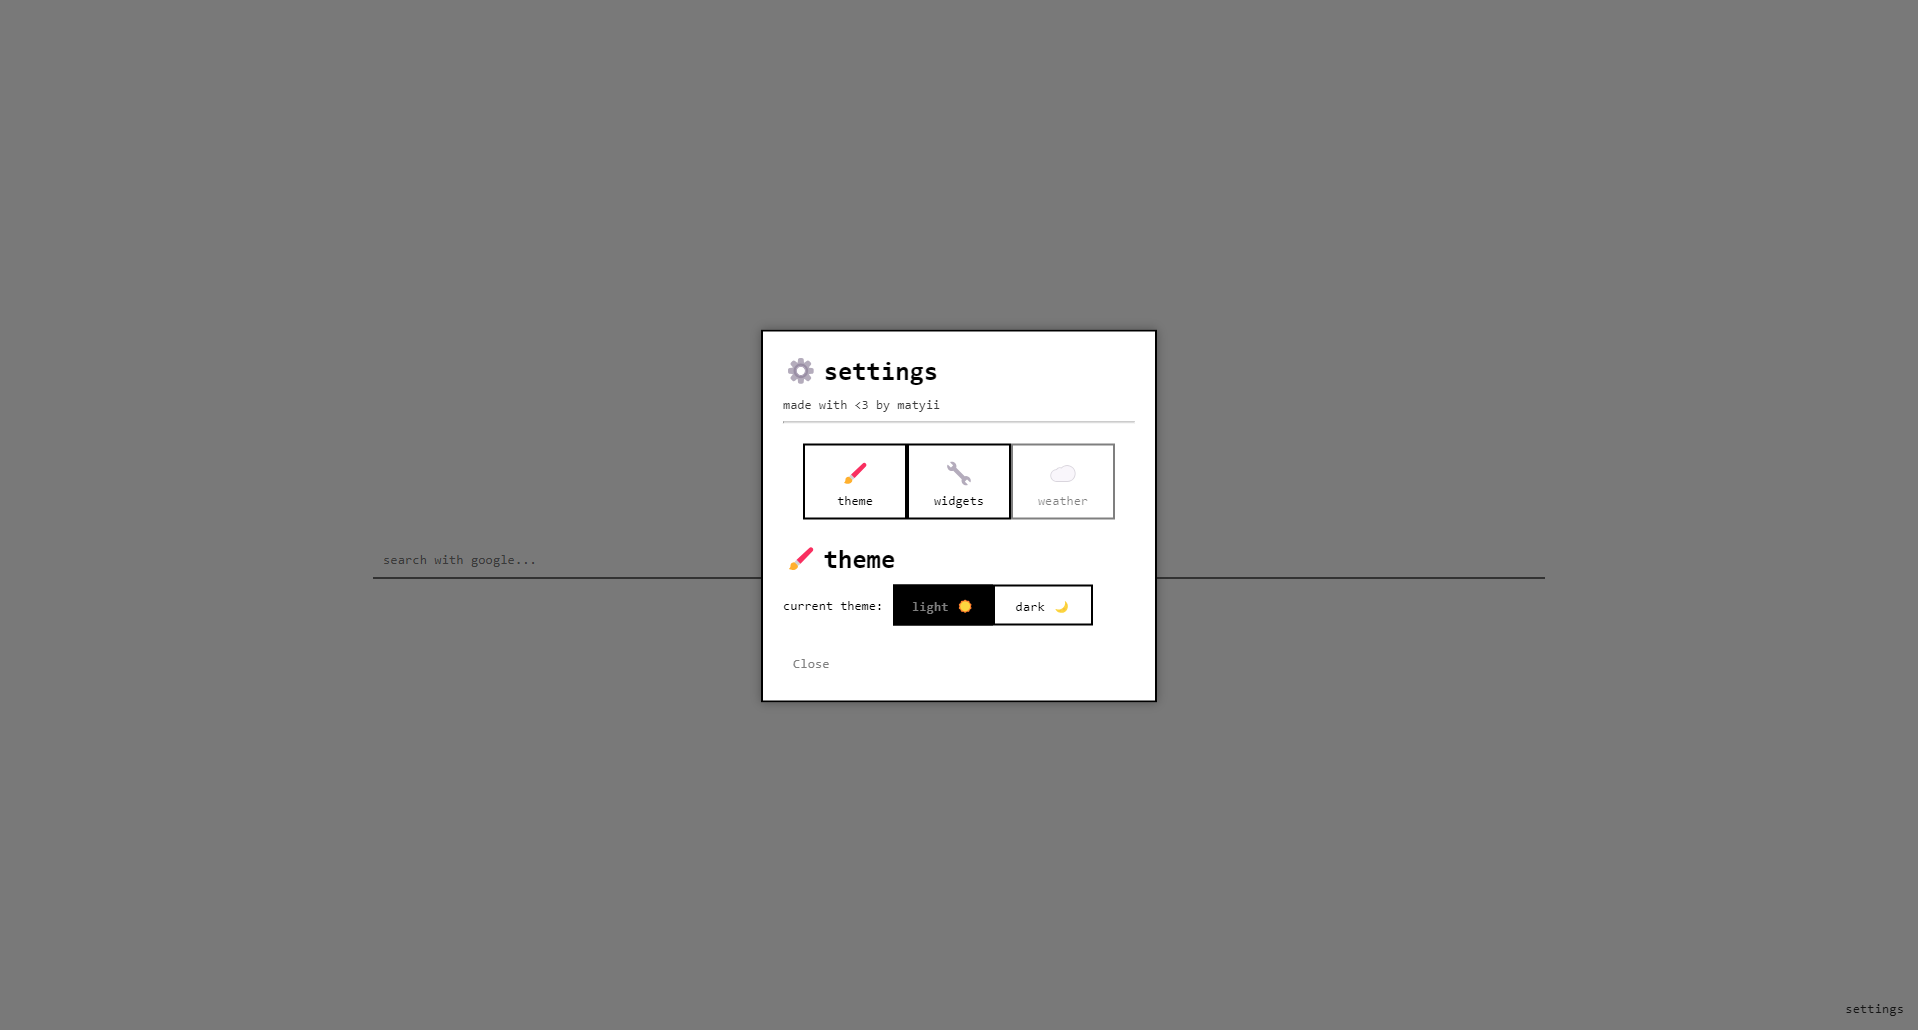 settings
made with <3 by matyii
theme widgets weather
search with google...
theme
current theme: light dark
Close
settings